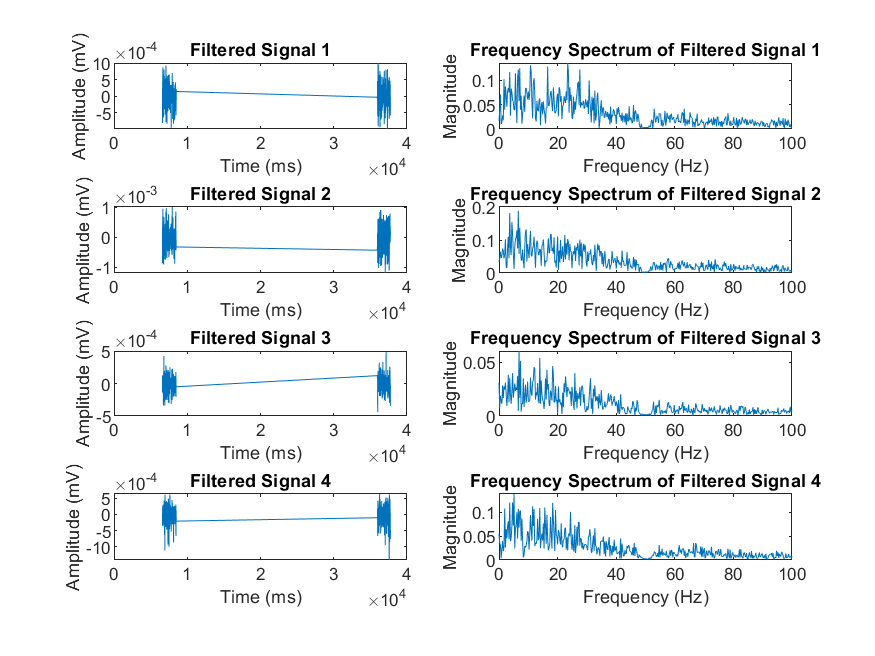 Filtered Signal 1
×10-4
Amplitude (mV)
10
5
0
-5
0 1 2 3 4
Time (ms)
×104
Frequency Spectrum of Filtered Signal 1
Magnitude
0.1
0.05
0
0 20 40 60 80 100
Frequency (Hz)
Filtered Signal 2
×10-3
Amplitude (mV)
1
0
-1
0 1 2 3 4
Time (ms)
×104
Frequency Spectrum of Filtered Signal 2
Magnitude
0.2
0.1
0
0 20 40 60 80 100
Frequency (Hz)
Filtered Signal 3
×10-4
Amplitude (mV)
5
0
-5
0 1 2 3 4
Time (ms)
×104
Frequency Spectrum of Filtered Signal 3
Magnitude
0.05
0
0 20 40 60 80 100
Frequency (Hz)
Filtered Signal 4
×10-4
Amplitude (mV)
5
0
-5
-10
0 1 2 3 4
Time (ms)
×104
Frequency Spectrum of Filtered Signal 4
Magnitude
0.1
0.05
0
0 20 40 60 80 100
Frequency (Hz)